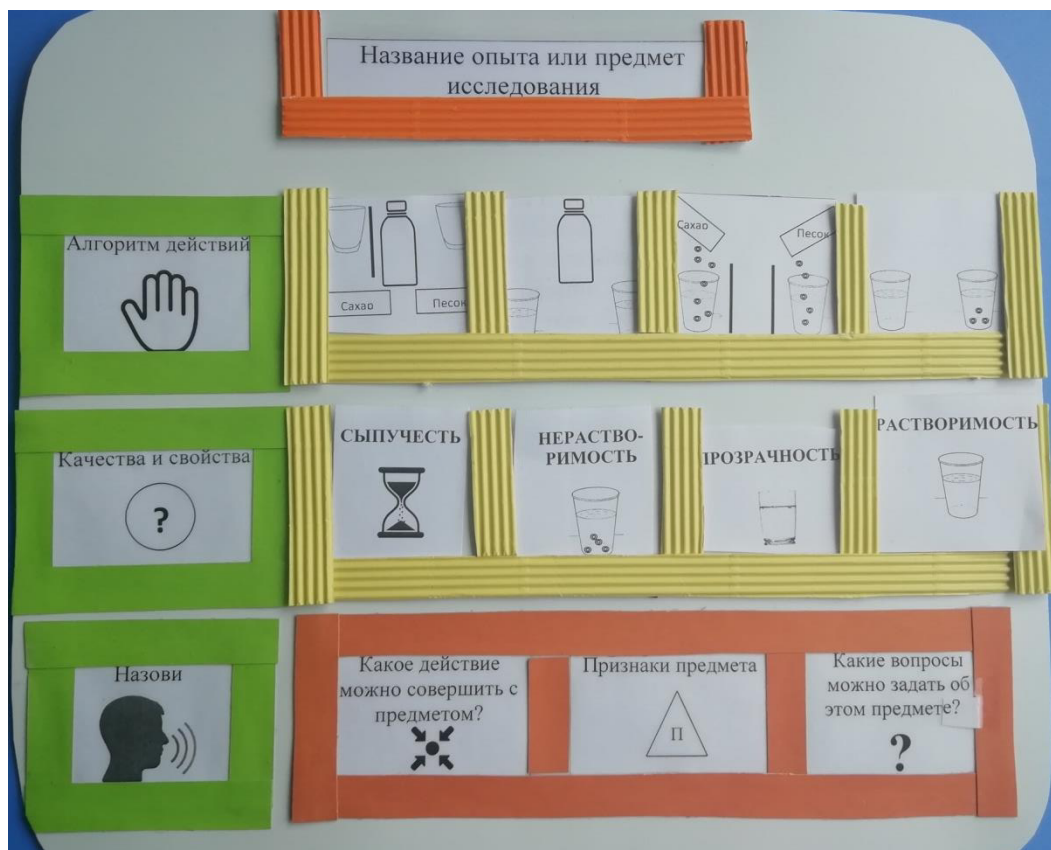 Название опыта или предмет
исследования
Алгоритм действий
Сахар
Песок
Сахар
Песок
Качества и свойства
?
СЫПУЧЕСТЬ
НЕРАСТВО-
РИМОСТЬ
ПРОЗРАЧНОСТЬ
РАСТВОРИМОСТЬ
Назови
Какое действие
можно совершить с
предметом?
Признаки предмета
П
Какие вопросы
можно задать об
этом предмете?
?